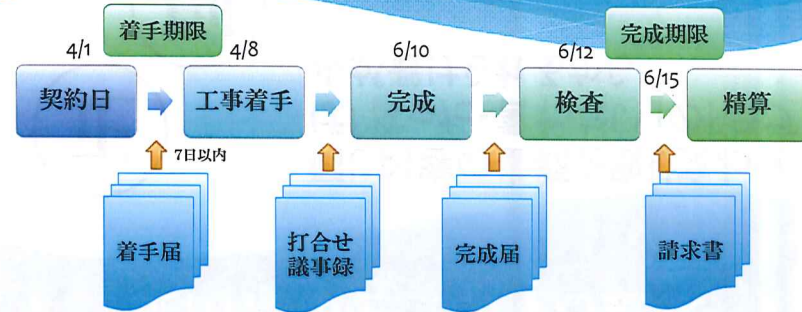 着手期限
完成期限
4/1
4/8
6/10
6/12
6/15
契約日
工事着手
完成
検査
精算
7日以内
着手届
打合せ
議事録
完成届
請求書